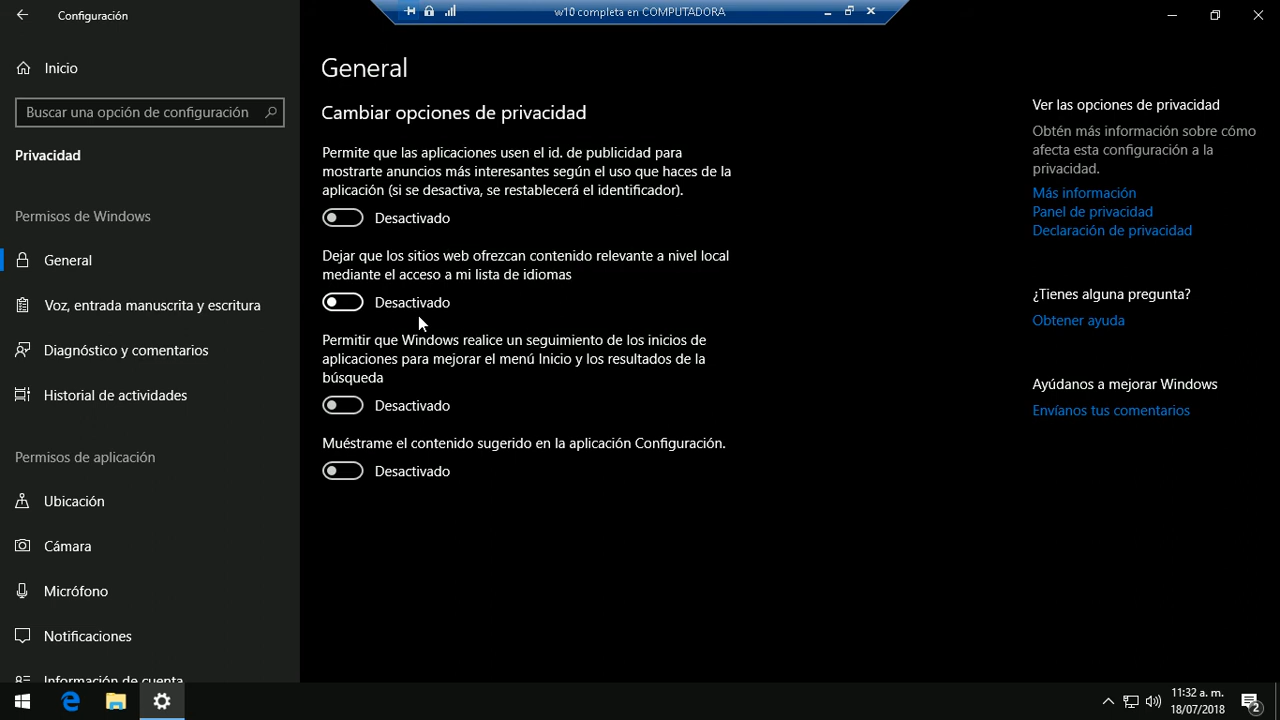 Configuración
w10 completa en COMPUTADORA
Inicio
Buscar una opción de configuración
Privacidad
Permisos de Windows
General
Voz, entrada manuscrita y escritura
Diagnóstico y comentarios
Historial de actividades
Permisos de aplicación
Ubicación
Cámara
Micrófono
Notificaciones
Información de cuenta
General
Cambiar opciones de privacidad
Permite que las aplicaciones usen el id. de publicidad para
mostrarte anuncios más interesantes según el uso que haces de la
aplicación (si se desactiva, se restablecerá el identificador).
Desactivado
Dejar que los sitios web ofrezcan contenido relevante a nivel local
mediante el acceso a mi lista de idiomas
Desactivado
Permitir que Windows realice un seguimiento de los inicios de
aplicaciones para mejorar el menú Inicio y los resultados de la
búsqueda
Desactivado
Muéstrame el contenido sugerido en la aplicación Configuración.
Desactivado
Ver las opciones de privacidad
Obtén más información sobre cómo
afecta esta configuración a la
privacidad.
Más información
Panel de privacidad
Declaración de privacidad
¿Tienes alguna pregunta?
Obtener ayuda
Ayúdanos a mejorar Windows
Envíanos tus comentarios
11:32 a. m.
18/07/2018
2